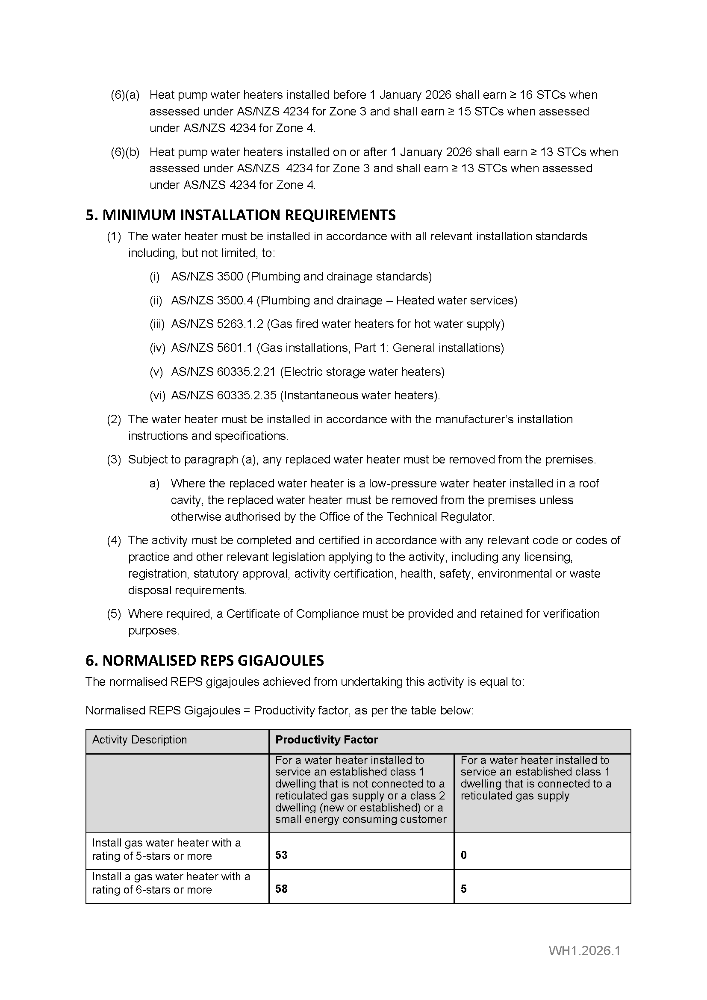 (6)(a) Heat pump water heaters installed before 1 January 2026 shall earn ≥ 16 STCs when
assessed under AS/NZS 4234 for Zone 3 and shall earn ≥ 15 STCs when assessed
under AS/NZS 4234 for Zone 4.
(6)(b) Heat pump water heaters installed on or after 1 January 2026 shall earn ≥ 13 STCs when
assessed under AS/NZS  4234 for Zone 3 and shall earn ≥ 13 STCs when assessed
under AS/NZS 4234 for Zone 4.
5. MINIMUM INSTALLATION REQUIREMENTS
(1) The water heater must be installed in accordance with all relevant installation standards
including, but not limited, to:
(i) AS/NZS 3500 (Plumbing and drainage standards)
(ii) AS/NZS 3500.4 (Plumbing and drainage – Heated water services)
(iii) AS/NZS 5263.1.2 (Gas fired water heaters for hot water supply)
(iv) AS/NZS 5601.1 (Gas installations, Part 1: General installations)
(v) AS/NZS 60335.2.21 (Electric storage water heaters)
(vi) AS/NZS 60335.2.35 (Instantaneous water heaters).
(2) The water heater must be installed in accordance with the manufacturer’s installation
instructions and specifications.
(3) Subject to paragraph (a), any replaced water heater must be removed from the premises.
a) Where the replaced water heater is a low-pressure water heater installed in a roof
cavity, the replaced water heater must be removed from the premises unless
otherwise authorised by the Office of the Technical Regulator.
(4) The activity must be completed and certified in accordance with any relevant code or codes of
practice and other relevant legislation applying to the activity, including any licensing,
registration, statutory approval, activity certification, health, safety, environmental or waste
disposal requirements.
(5) Where required, a Certificate of Compliance must be provided and retained for verification
purposes.
6. NORMALISED REPS GIGAJOULES
The normalised REPS gigajoules achieved from undertaking this activity is equal to:
Normalised REPS Gigajoules = Productivity factor, as per the table below:
Activity Description
Productivity Factor
For a water heater installed to
service an established class 1
dwelling that is not connected to a
reticulated gas supply or a class 2
dwelling (new or established) or a
small energy consuming customer
For a water heater installed to
service an established class 1
dwelling that is connected to a
reticulated gas supply
Install gas water heater with a
rating of 5-stars or more
53
0
Install a gas water heater with a
rating of 6-stars or more
58
5
WH1.2026.1